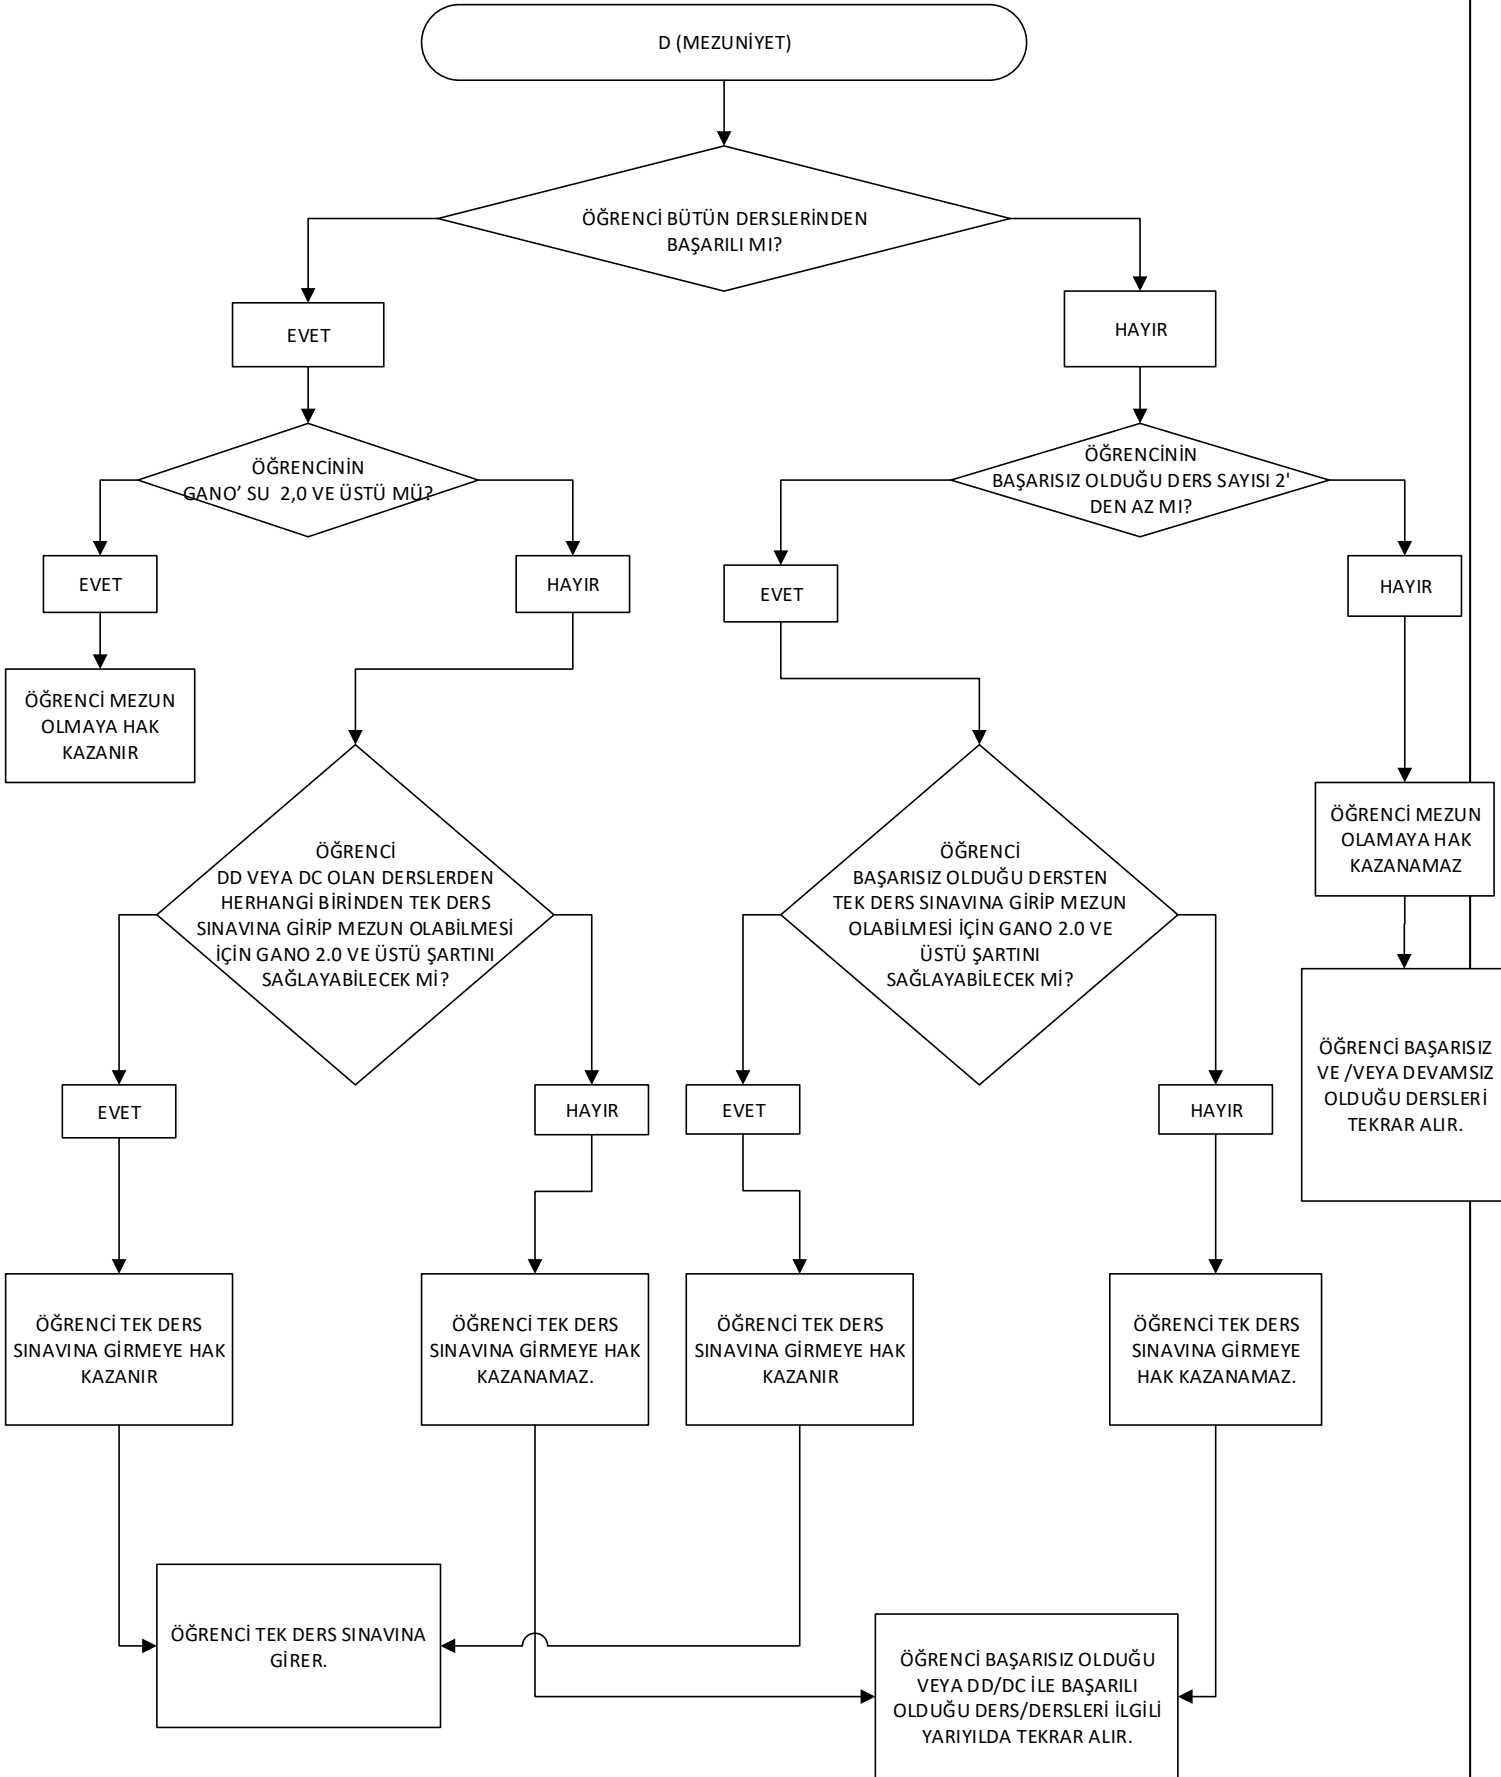 D (MEZUNİYET)
ÖĞRENCİ BÜTÜN DERSLERİNDEN
BAŞARILI MI?
EVET
HAYIR
ÖĞRENCİNİN
GANO’ SU  2,0 VE ÜSTÜ MÜ?
ÖĞRENCİNİN
BAŞARISIZ OLDUĞU DERS SAYISI 2'
DEN AZ MI?
EVET
HAYIR
EVET
HAYIR
ÖĞRENCİ MEZUN
OLMAYA HAK
KAZANIR
ÖĞRENCİ
DD VEYA DC OLAN DERSLERDEN
HERHANGİ BİRİNDEN TEK DERS
SINAVINA GİRİP MEZUN OLABİLMESİ
İÇİN GANO 2.0 VE ÜSTÜ ŞARTINI
SAĞLAYABİLECEK Mİ?
ÖĞRENCİ
BAŞARISIZ OLDUĞU DERSTEN
TEK DERS SINAVINA GİRİP MEZUN
OLABİLMESİ İÇİN GANO 2.0 VE
ÜSTÜ ŞARTINI
SAĞLAYABİLECEK Mİ?
ÖĞRENCİ MEZUN
OLAMAYA HAK
KAZANAMAZ
ÖĞRENCİ BAŞARISIZ
VE /VEYA DEVAMSIZ
OLDUĞU DERSLERİ
TEKRAR ALIR.
EVET
HAYIR
EVET
HAYIR
ÖĞRENCİ TEK DERS
SINAVINA GİRMEYE HAK
KAZANIR
ÖĞRENCİ TEK DERS
SINAVINA GİRMEYE HAK
KAZANAMAZ.
ÖĞRENCİ TEK DERS
SINAVINA GİRMEYE HAK
KAZANIR
ÖĞRENCİ TEK DERS
SINAVINA GİRMEYE
HAK KAZANAMAZ.
ÖĞRENCİ TEK DERS SINAVINA
GİRER.
ÖĞRENCİ BAŞARISIZ OLDUĞU
VEYA DD/DC İLE BAŞARILI
OLDUĞU DERS/DERSLERİ İLGİLİ
YARIYILDA TEKRAR ALIR.